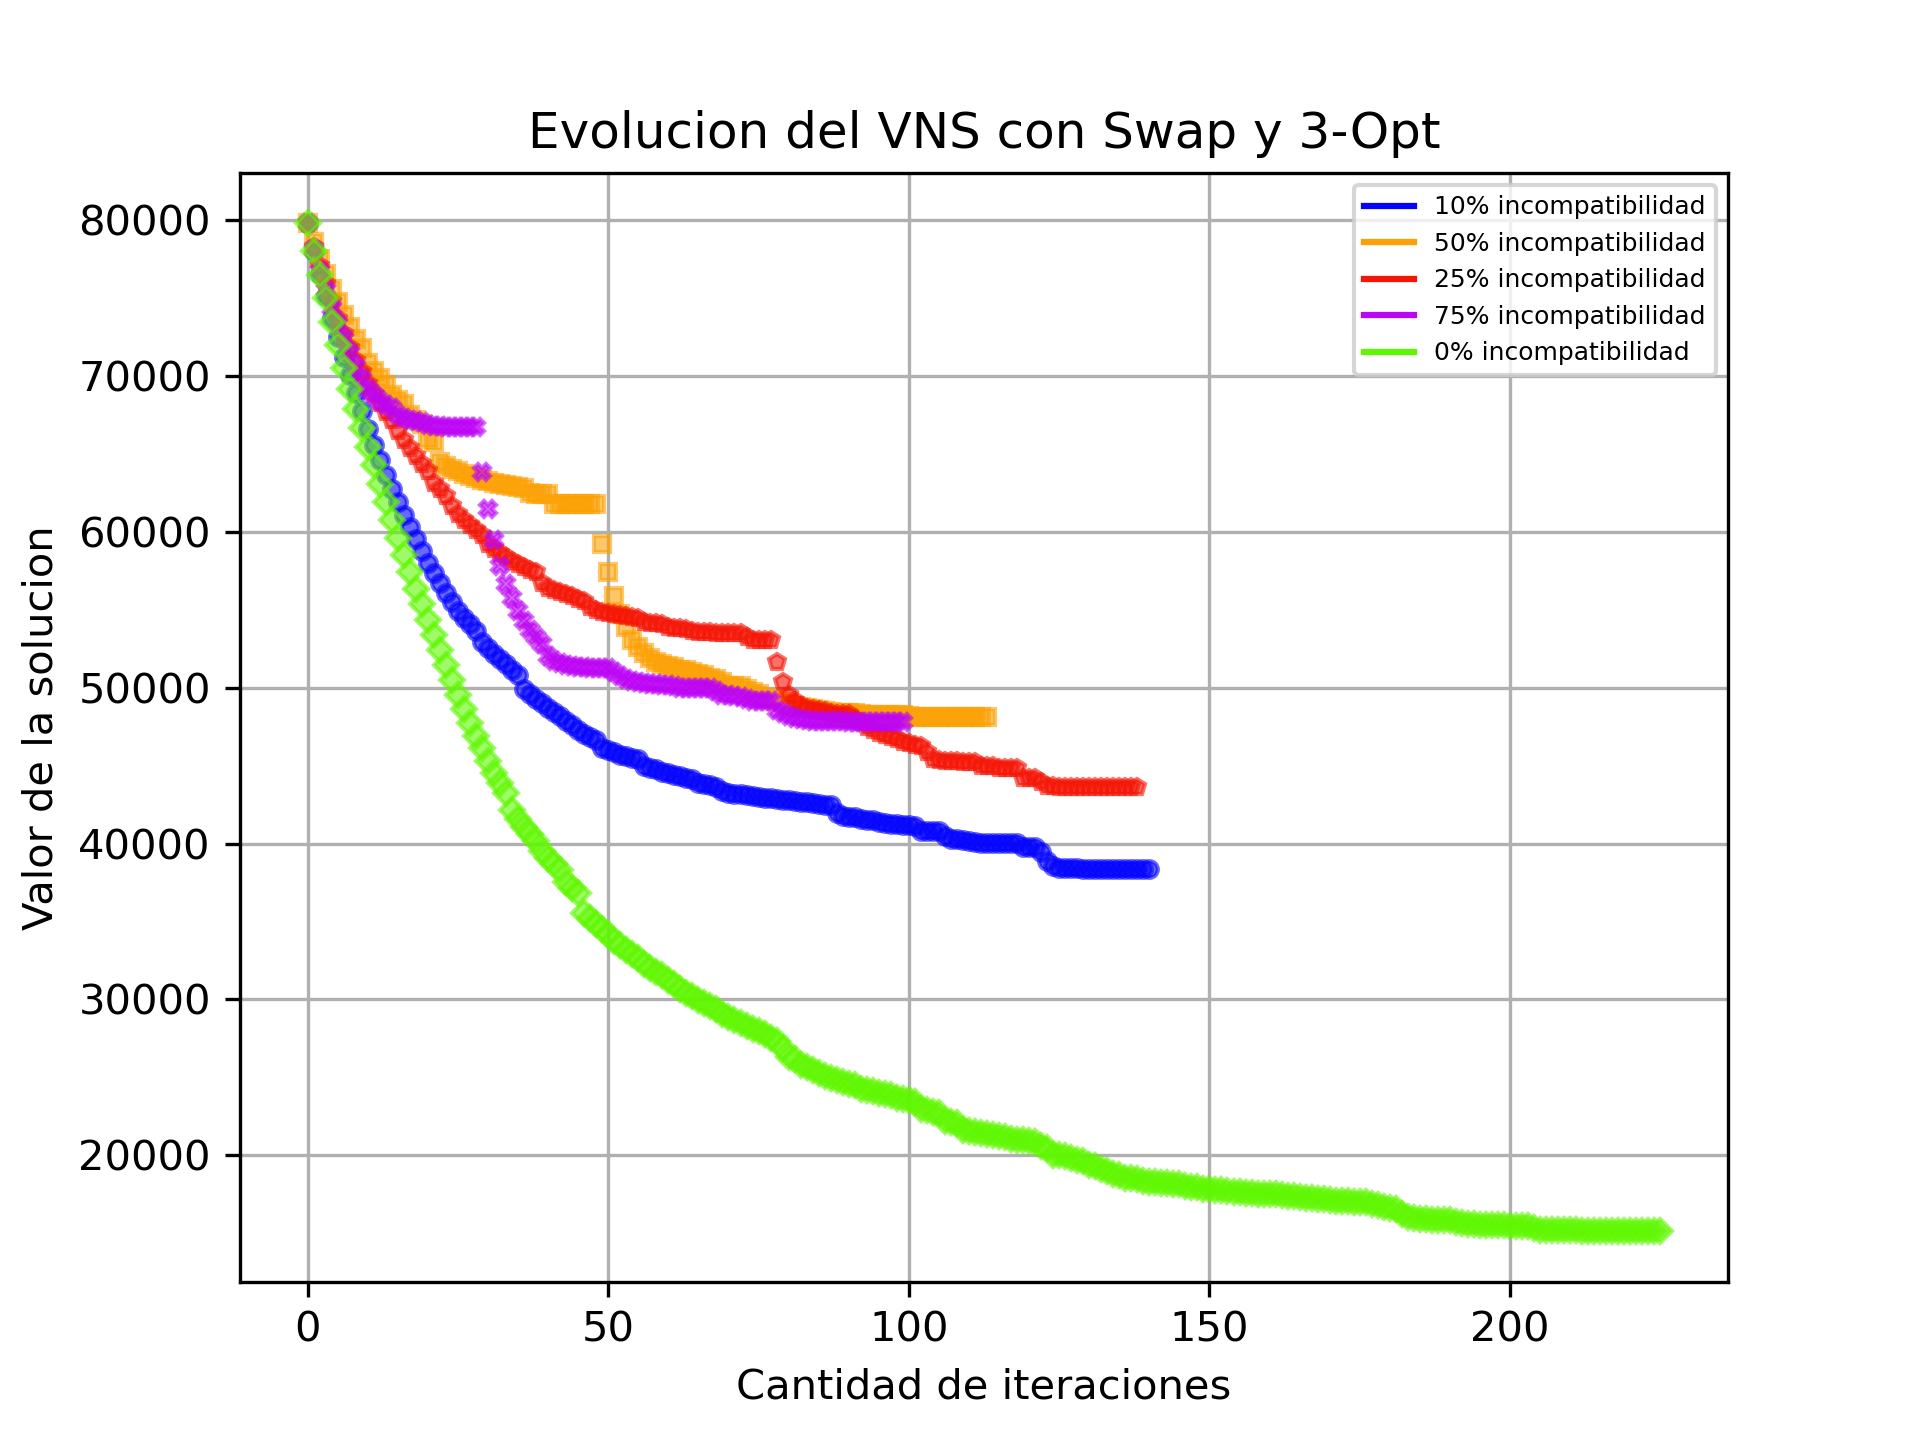 Evolucion del VNS con Swap y 3-Opt
10% incompatibilidad
50% incompatibilidad
25% incompatibilidad
75% incompatibilidad
0% incompatibilidad
Valor de la solucion
80000
70000
60000
50000
40000
30000
20000
0 50 100 150 200
Cantidad de iteraciones